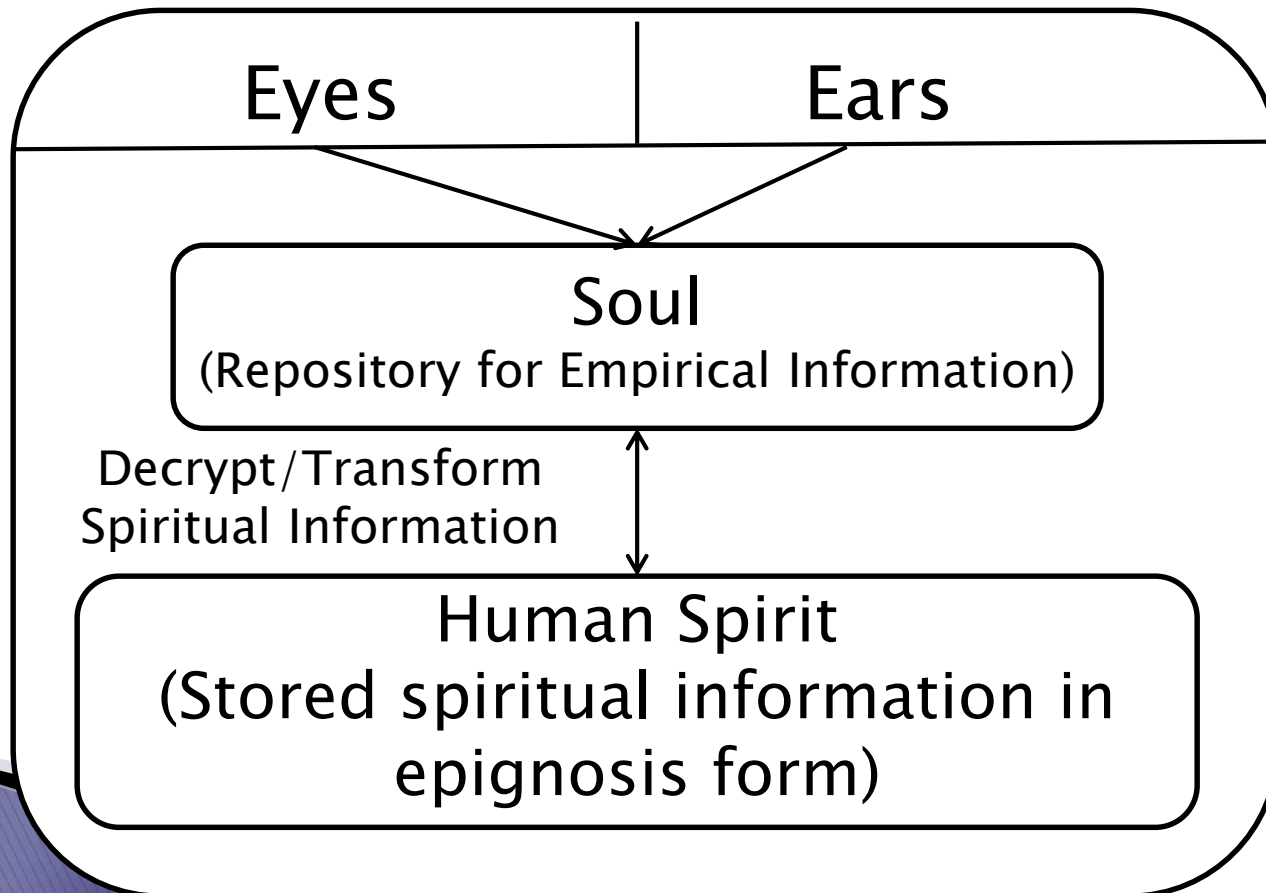 Eyes
Ears
Soul
(Repository for Empirical Information)
Decrypt/Transform
Spiritual Information
Human Spirit
(Stored spiritual information in
epignosis form)